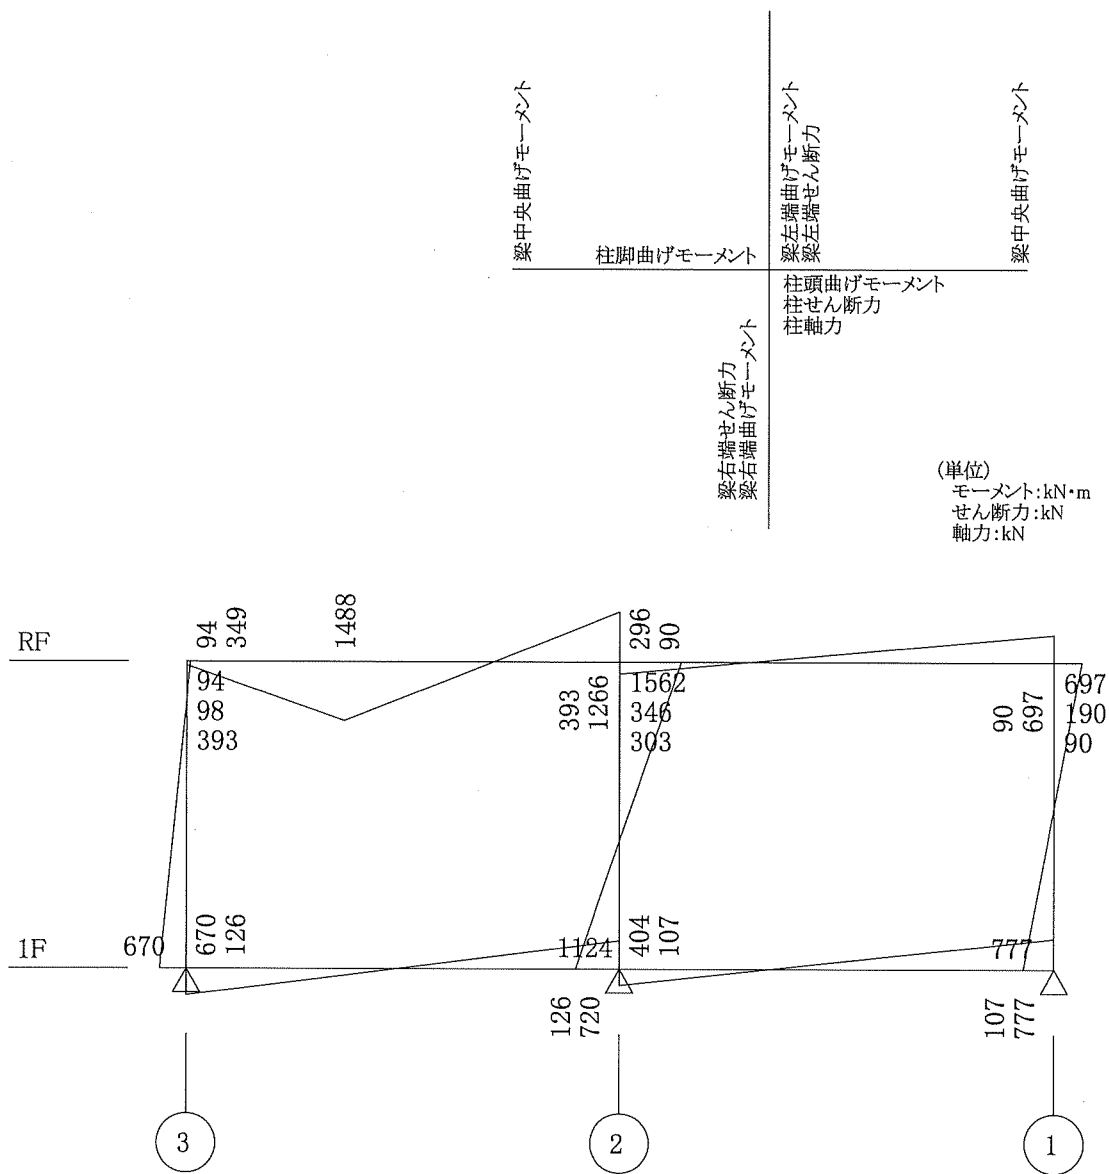 梁中央曲げモーメント
梁左端曲げモーメント
梁左端せん断力
梁中央曲げモーメント
柱脚曲げモーメント
柱頭曲げモーメント
柱せん断力
柱軸力
梁右端せん断力
梁右端曲げモーメント
(単位)
モーメント:kN・m
せん断力:kN
軸力:kN
RF
94
349
1488
296
90
94
98
393
393
1266
1562
346
303
90
697
697
190
90
1F
670
670
126
1124
404
107
777
126
720
107
777
3
2
1